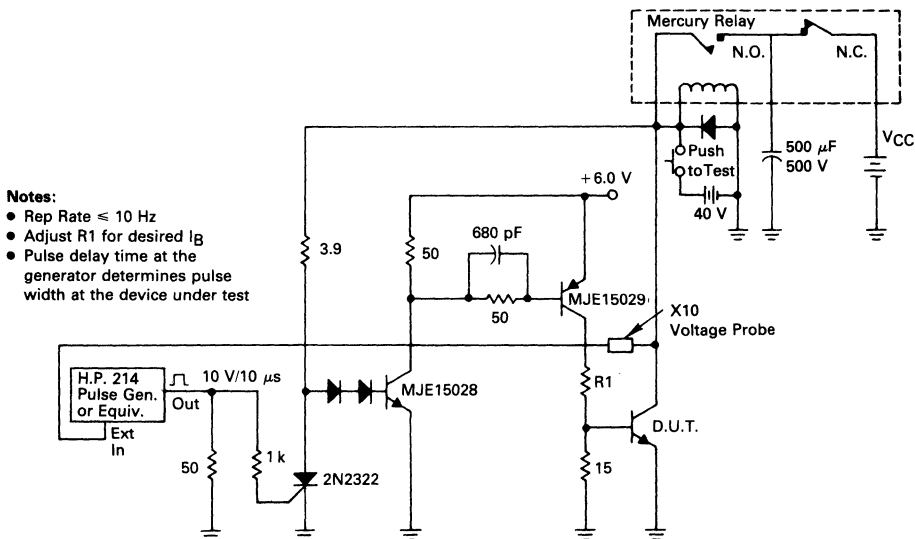 Mercury Relay
N.O.
N.C.
Push
to Test
40 V
500 µF
500 V
VCC
+6.0 V
Notes:
● Rep Rate ≤ 10 Hz
● Adjust R1 for desired IB
● Pulse delay time at the
generator determines pulse
width at the device under test
3.9
50
680 pF
50
MJE15029
X10
Voltage Probe
H.P. 214
Pulse Gen.
or Equiv.
10 V/10 µs
Out
Ext
In
MJE15028
R1
D.U.T.
50
1 k
2N2322
15